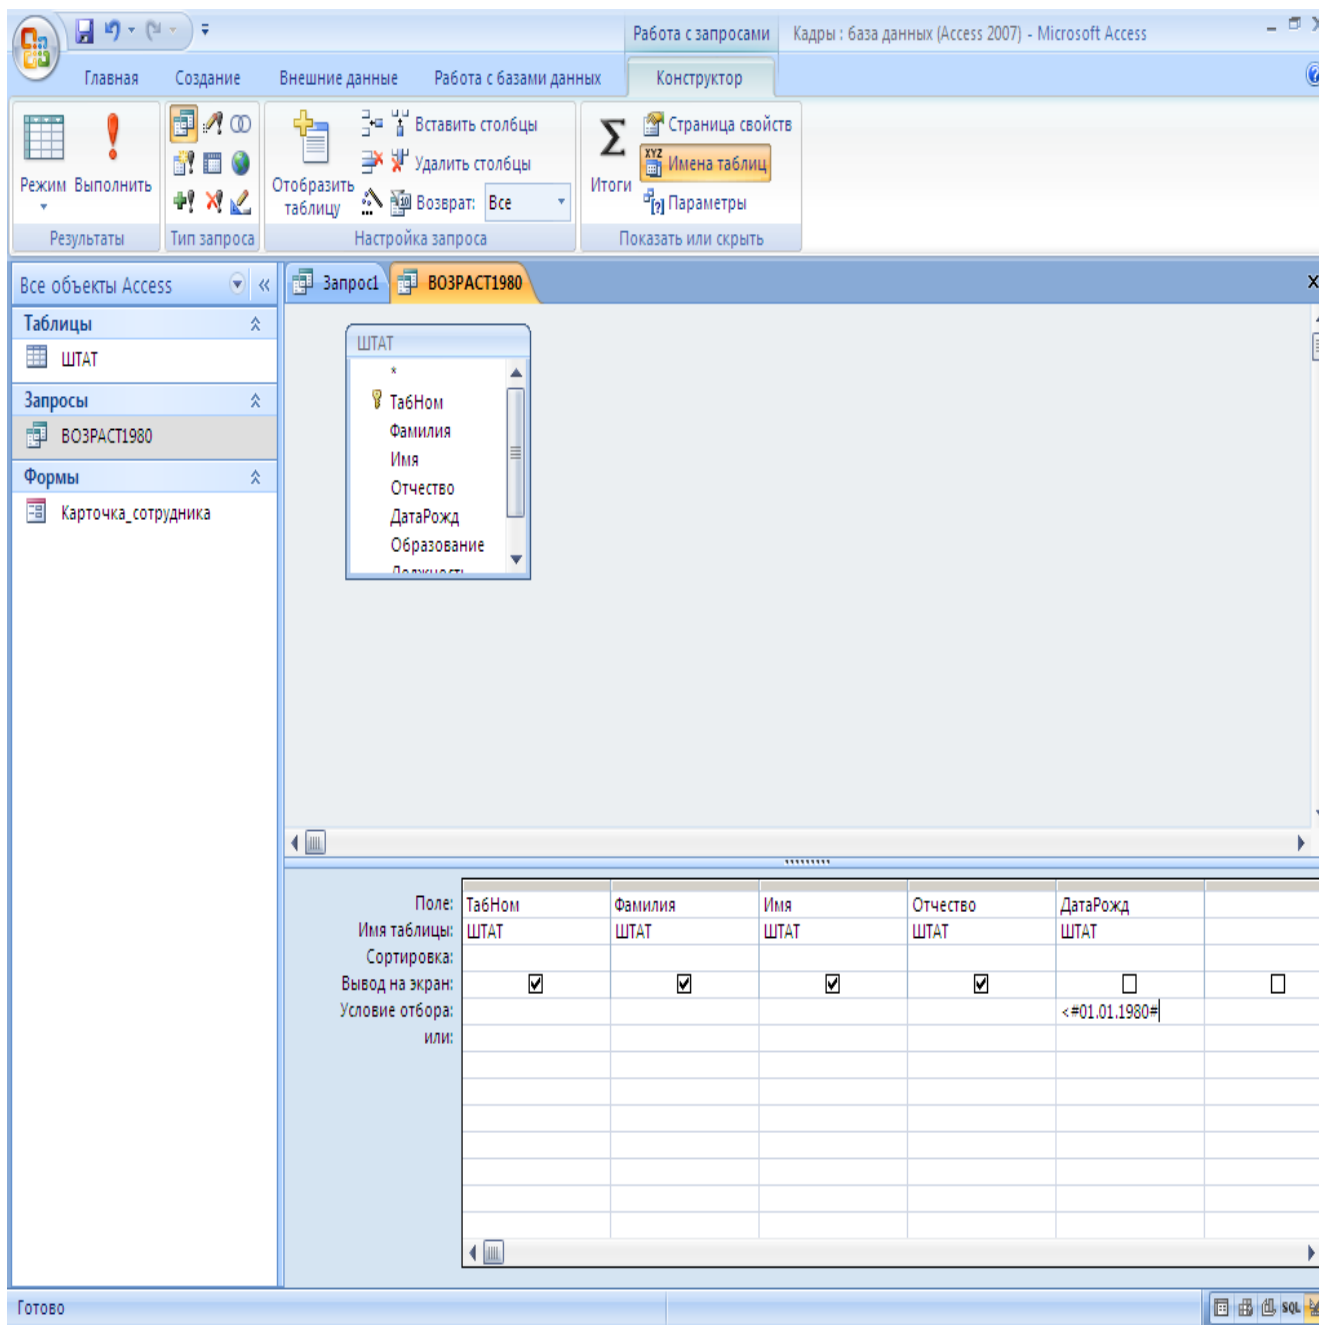 Работа с запросами
Кадры : база данных (Access 2007) - Microsoft Access
Главная
Создание
Внешние данные
Работа с базами данных
Конструктор
Режим
Выполнить
Результаты
Тип запроса
Отобразить
таблицу
Вставить столбцы
Удалить столбцы
Возврат: Все
Настройка запроса
Итоги
Страница свойств
XYZ
Имена таблиц
Параметры
Показать или скрыть
Все объекты Access
Таблицы
ШТАТ
Запросы
ВОЗРАСТ1980
Формы
Карточка_сотрудника
Запрос1
ВОЗРАСТ1980
ШТАТ
*
ТабНом
Фамилия
Имя
Отчество
ДатаРожд
Образование
Должность
Поле: ТабНом Фамилия Имя Отчество ДатаРожд
Имя таблицы: ШТАТ ШТАТ ШТАТ ШТАТ ШТАТ
Сортировка:
Вывод на экран:
Условие отбора: <#01.01.1980#
или:
Готово
SQL